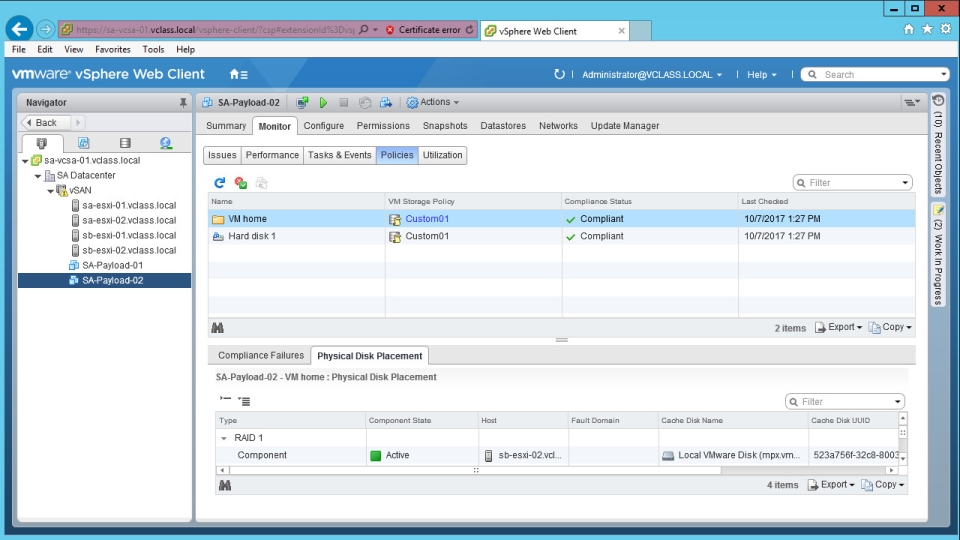 https://sa-vcsa-01.vclass.local/vsphere-client/?csp#extensionId%3Dvs Certificate error vSphere Web Client
File Edit View Favorites Tools Help
vmware® vSphere Web Client Administrator@VCLASS.LOCAL Help Search
Navigator
Back
sa-vcsa-01.vclass.local
SA Datacenter
vSAN
sa-esxi-01.vclass.local
sa-esxi-02.vclass.local
sb-esxi-01.vclass.local
sb-esxi-02.vclass.local
SA-Payload-01
SA-Payload-02
SA-Payload-02 Actions
Summary Monitor Configure Permissions Snapshots Datastores Networks Update Manager
Issues Performance Tasks & Events Policies Utilization
Filter
Name VM Storage Policy Compliance Status Last Checked
VM home Custom01 Compliant 10/7/2017 1:27 PM
Hard disk 1 Custom01 Compliant 10/7/2017 1:27 PM
2 items Export Copy
Compliance Failures Physical Disk Placement
SA-Payload-02 - VM home : Physical Disk Placement
Filter
Type Component State Host Fault Domain Cache Disk Name Cache Disk UUID
RAID 1
Component Active sb-esxi-02.vcl... Local VMware Disk (mpx.vm... 523a756f-32c8-8003
4 items Export Copy
(10) Recent Objects
(2) Work In Progress